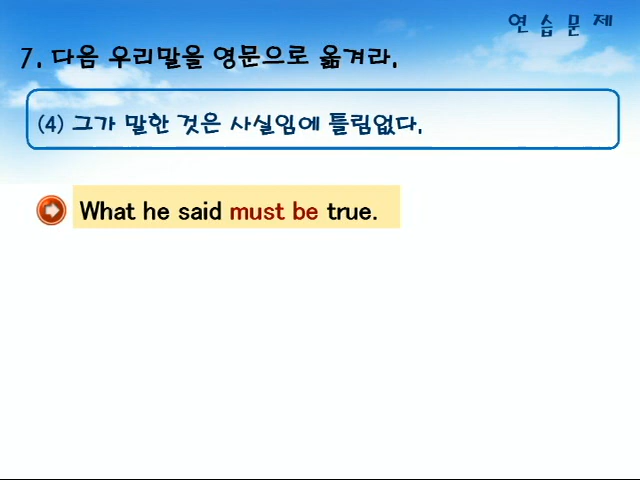 연 습 문 제
7. 다음 우리말을 영문으로 옮겨라.
(4) 그가 말한 것은 사실임에 틀림없다.
What he said must be true.